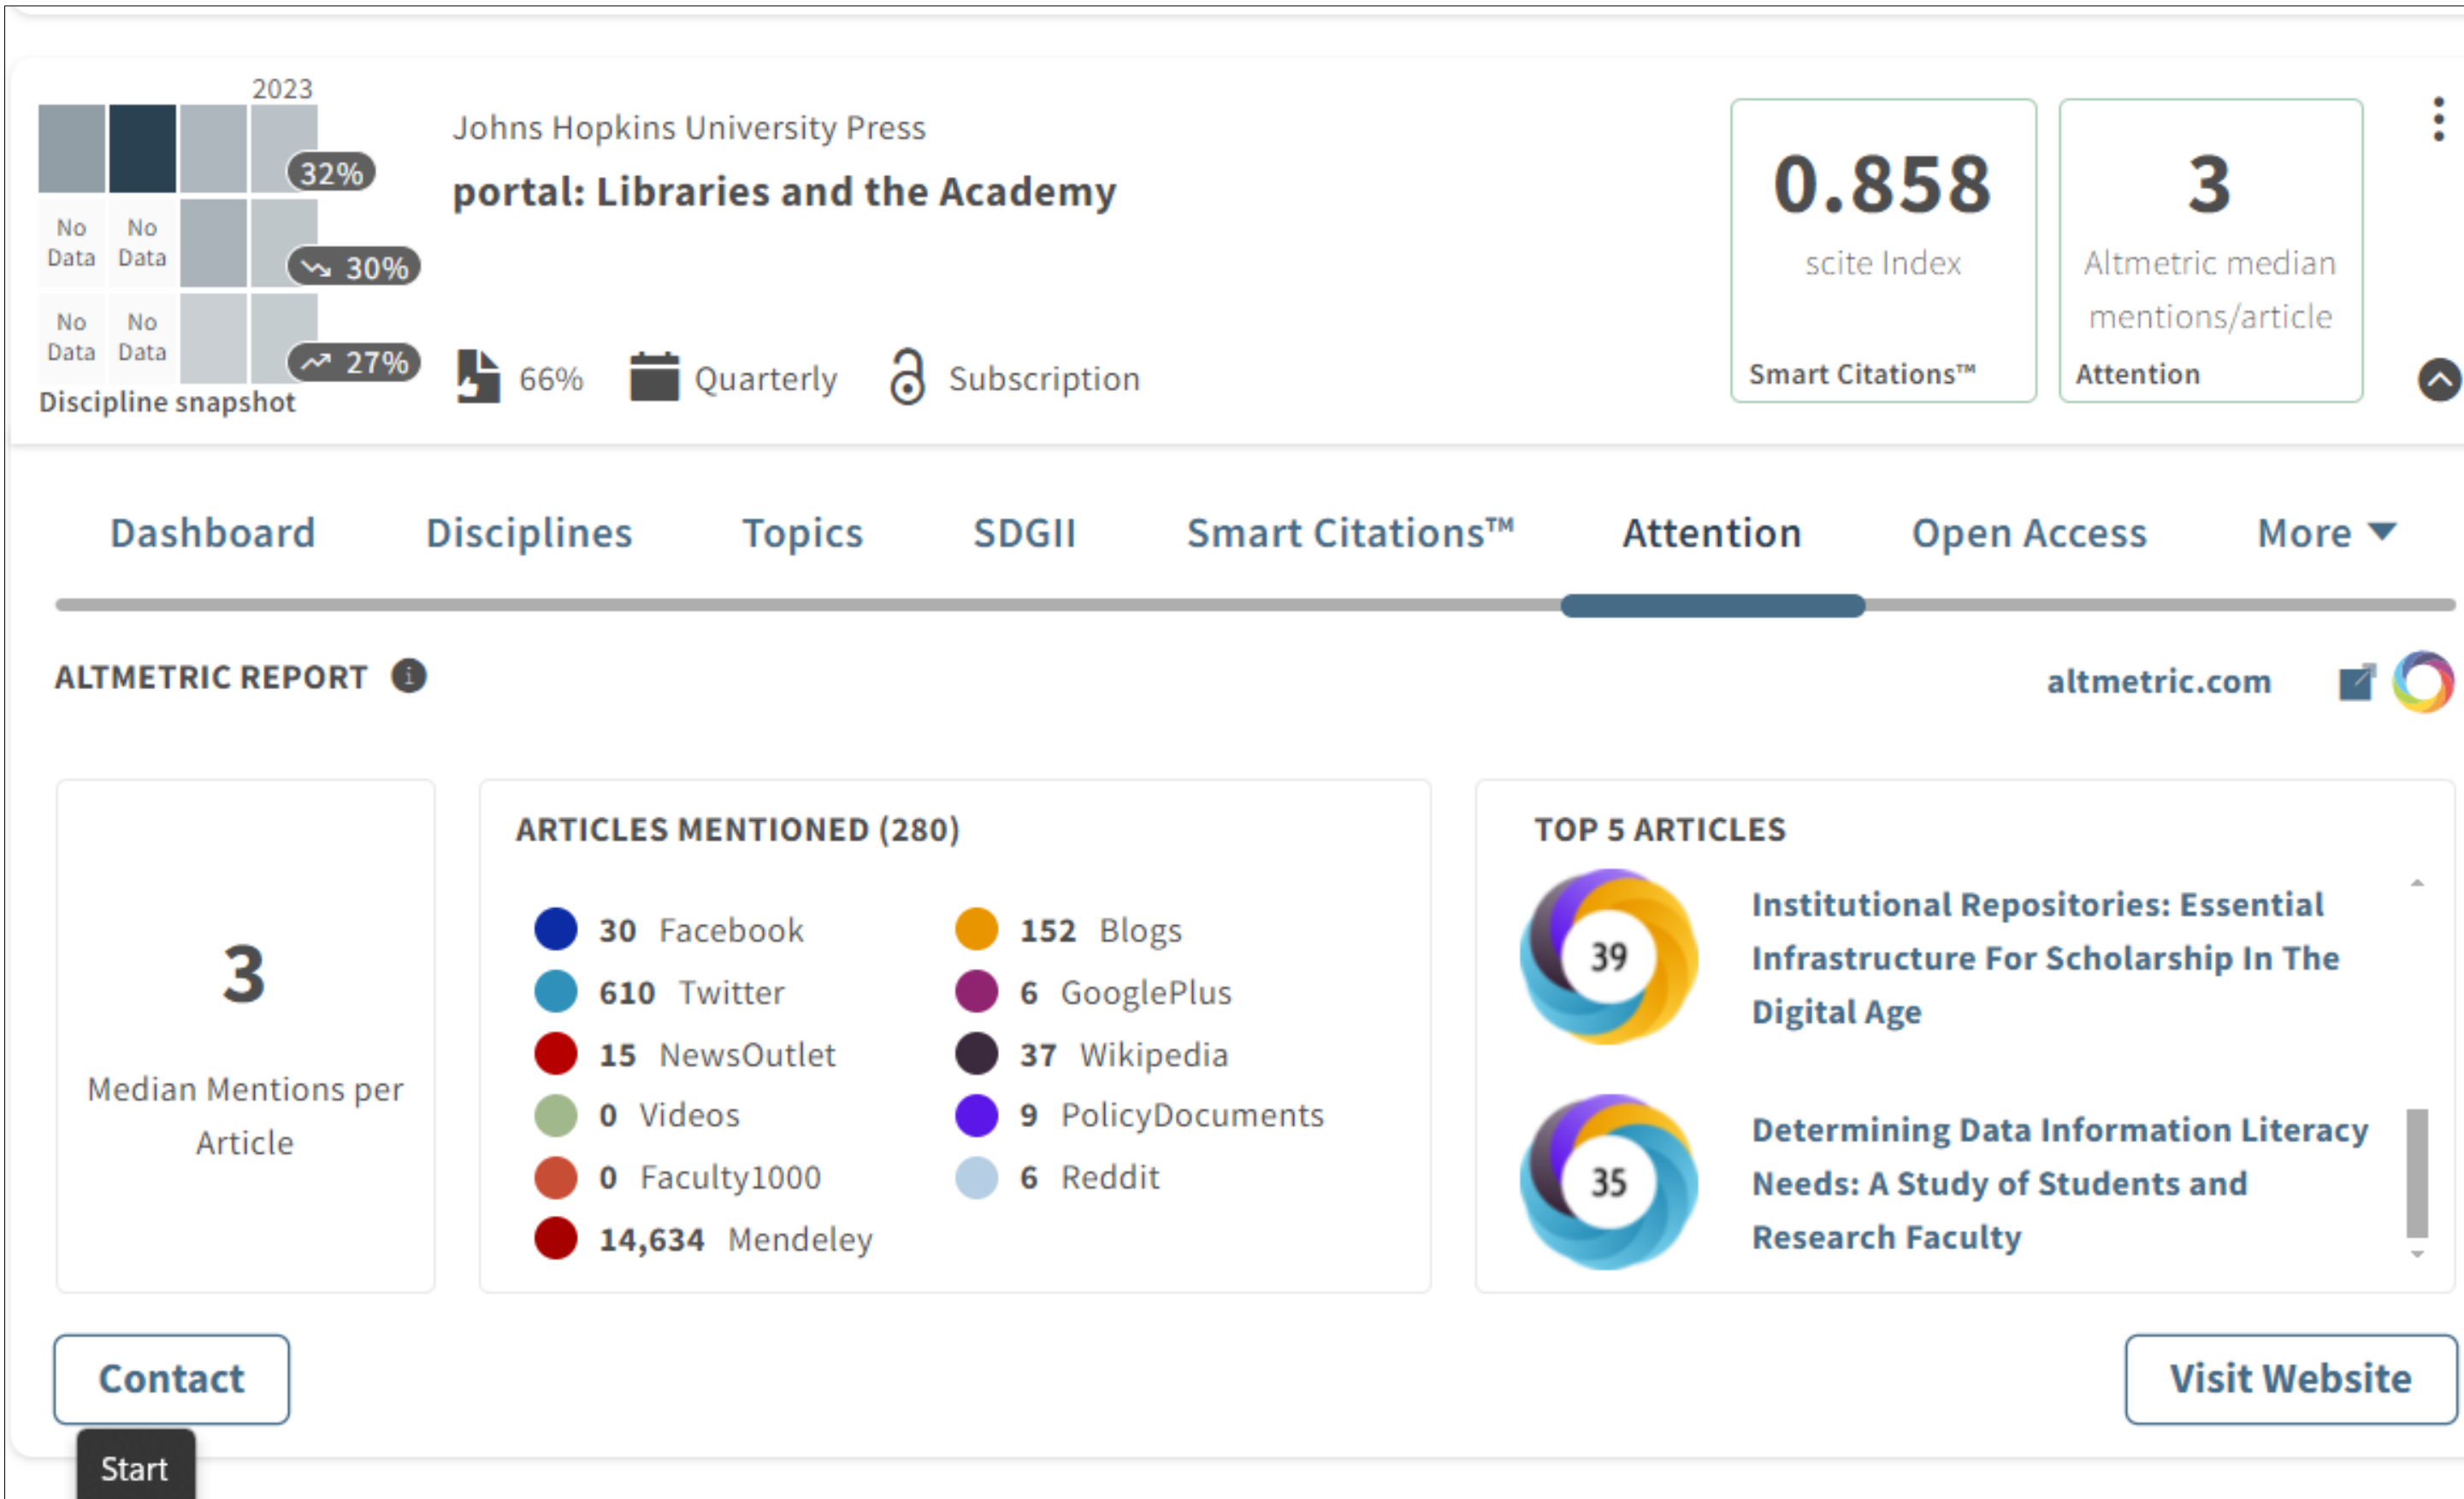 2023
32%
No Data
No Data
30%
No Data
No Data
27%
Discipline snapshot
Johns Hopkins University Press
portal: Libraries and the Academy
66%
Quarterly
Subscription
0.858
scite Index
Smart Citations™
3
Altmetric median
mentions/article
Attention
Dashboard
Disciplines
Topics
SDGII
Smart Citations™
Attention
Open Access
More
ALTMETRIC REPORT
altmetric.com
3
Median Mentions per
Article
ARTICLES MENTIONED (280)
30 Facebook
610 Twitter
15 NewsOutlet
0 Videos
0 Faculty1000
14,634 Mendeley
152 Blogs
6 GooglePlus
37 Wikipedia
9 PolicyDocuments
6 Reddit
TOP 5 ARTICLES
39
Institutional Repositories: Essential
Infrastructure For Scholarship In The
Digital Age
35
Determining Data Information Literacy
Needs: A Study of Students and
Research Faculty
Contact
Visit Website
Start